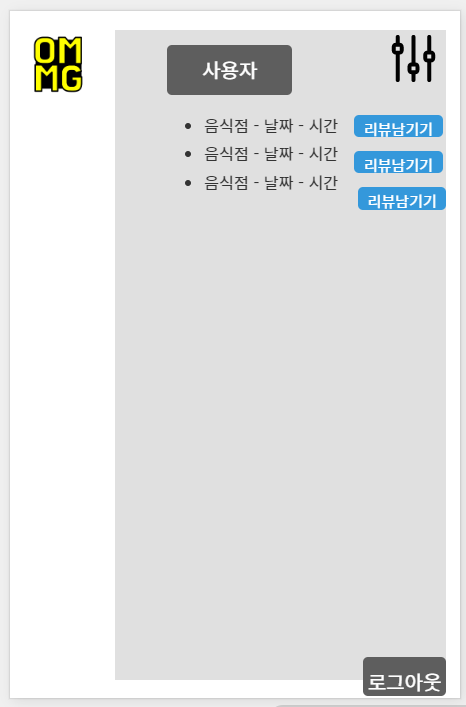 OM
MG
사용자
• 음식점 - 날짜 - 시간 리뷰남기기
• 음식점 - 날짜 - 시간 리뷰남기기
• 음식점 - 날짜 - 시간 리뷰남기기
로그아웃